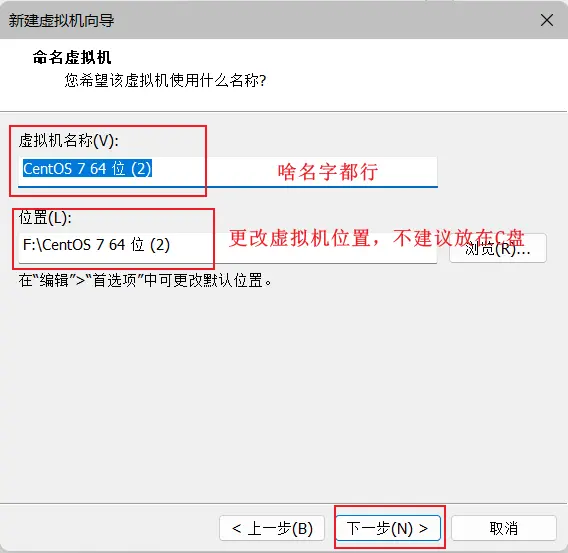 新建虚拟机向导
命名虚拟机
您希望该虚拟机使用什么名称?
虚拟机名称(V):
CentOS 7 64 位 (2)
啥名字都行
位置(L):
更改虚拟机位置，不建议放在C盘
F:\CentOS 7 64 位 (2)
浏览(R)...
在“编辑”>“首选项”中可更改默认位置。
< 上一步(B)
下一步(N) >
取消